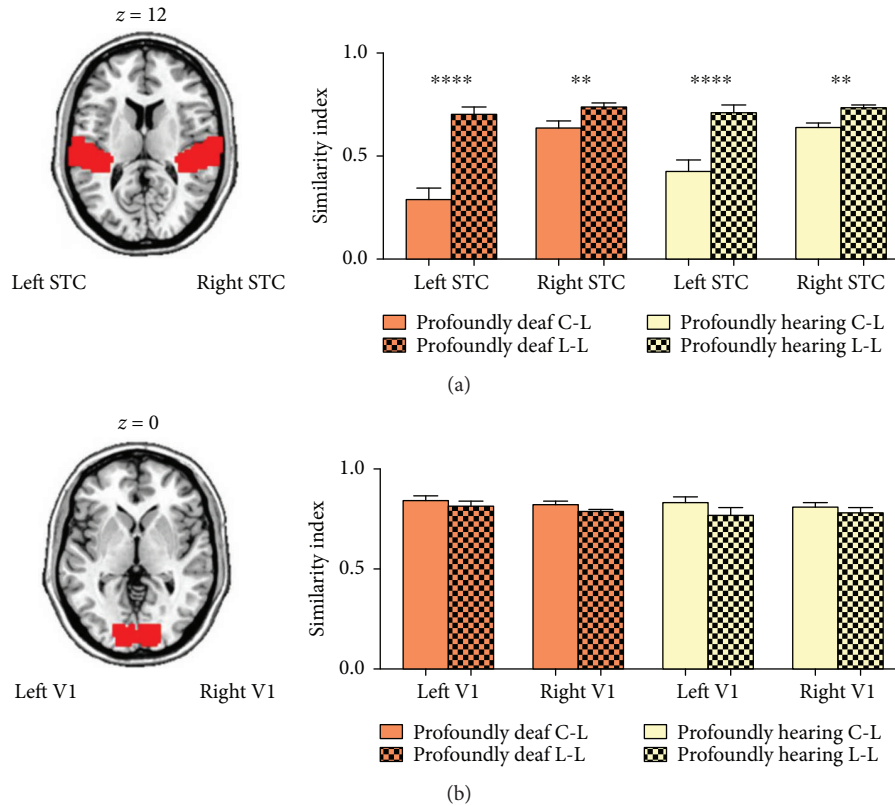 z = 12
Left STC
Right STC
Similarity index
1.0
0.5
0.0
****
**
****
**
Left STC
Right STC
Left STC
Right STC
Profoundly deaf C-L
Profoundly hearing C-L
Profoundly deaf L-L
Profoundly hearing L-L
(a)
z = 0
Left V1
Right V1
Similarity index
1.0
0.5
0.0
Left V1
Right V1
Left V1
Right V1
Profoundly deaf C-L
Profoundly hearing C-L
Profoundly deaf L-L
Profoundly hearing L-L
(b)